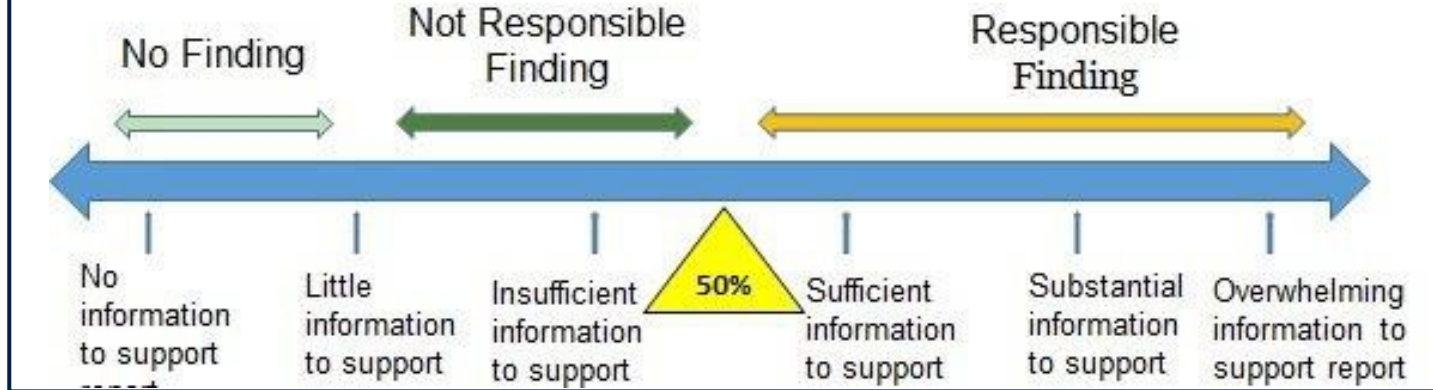 No Finding
Not Responsible
Finding
Responsible
Finding
No
information
to support
report
Little
information
to support
Insufficient
information
to support
50%
Sufficient
information
to support
Substantial
information
to support
Overwhelming
information to
support report